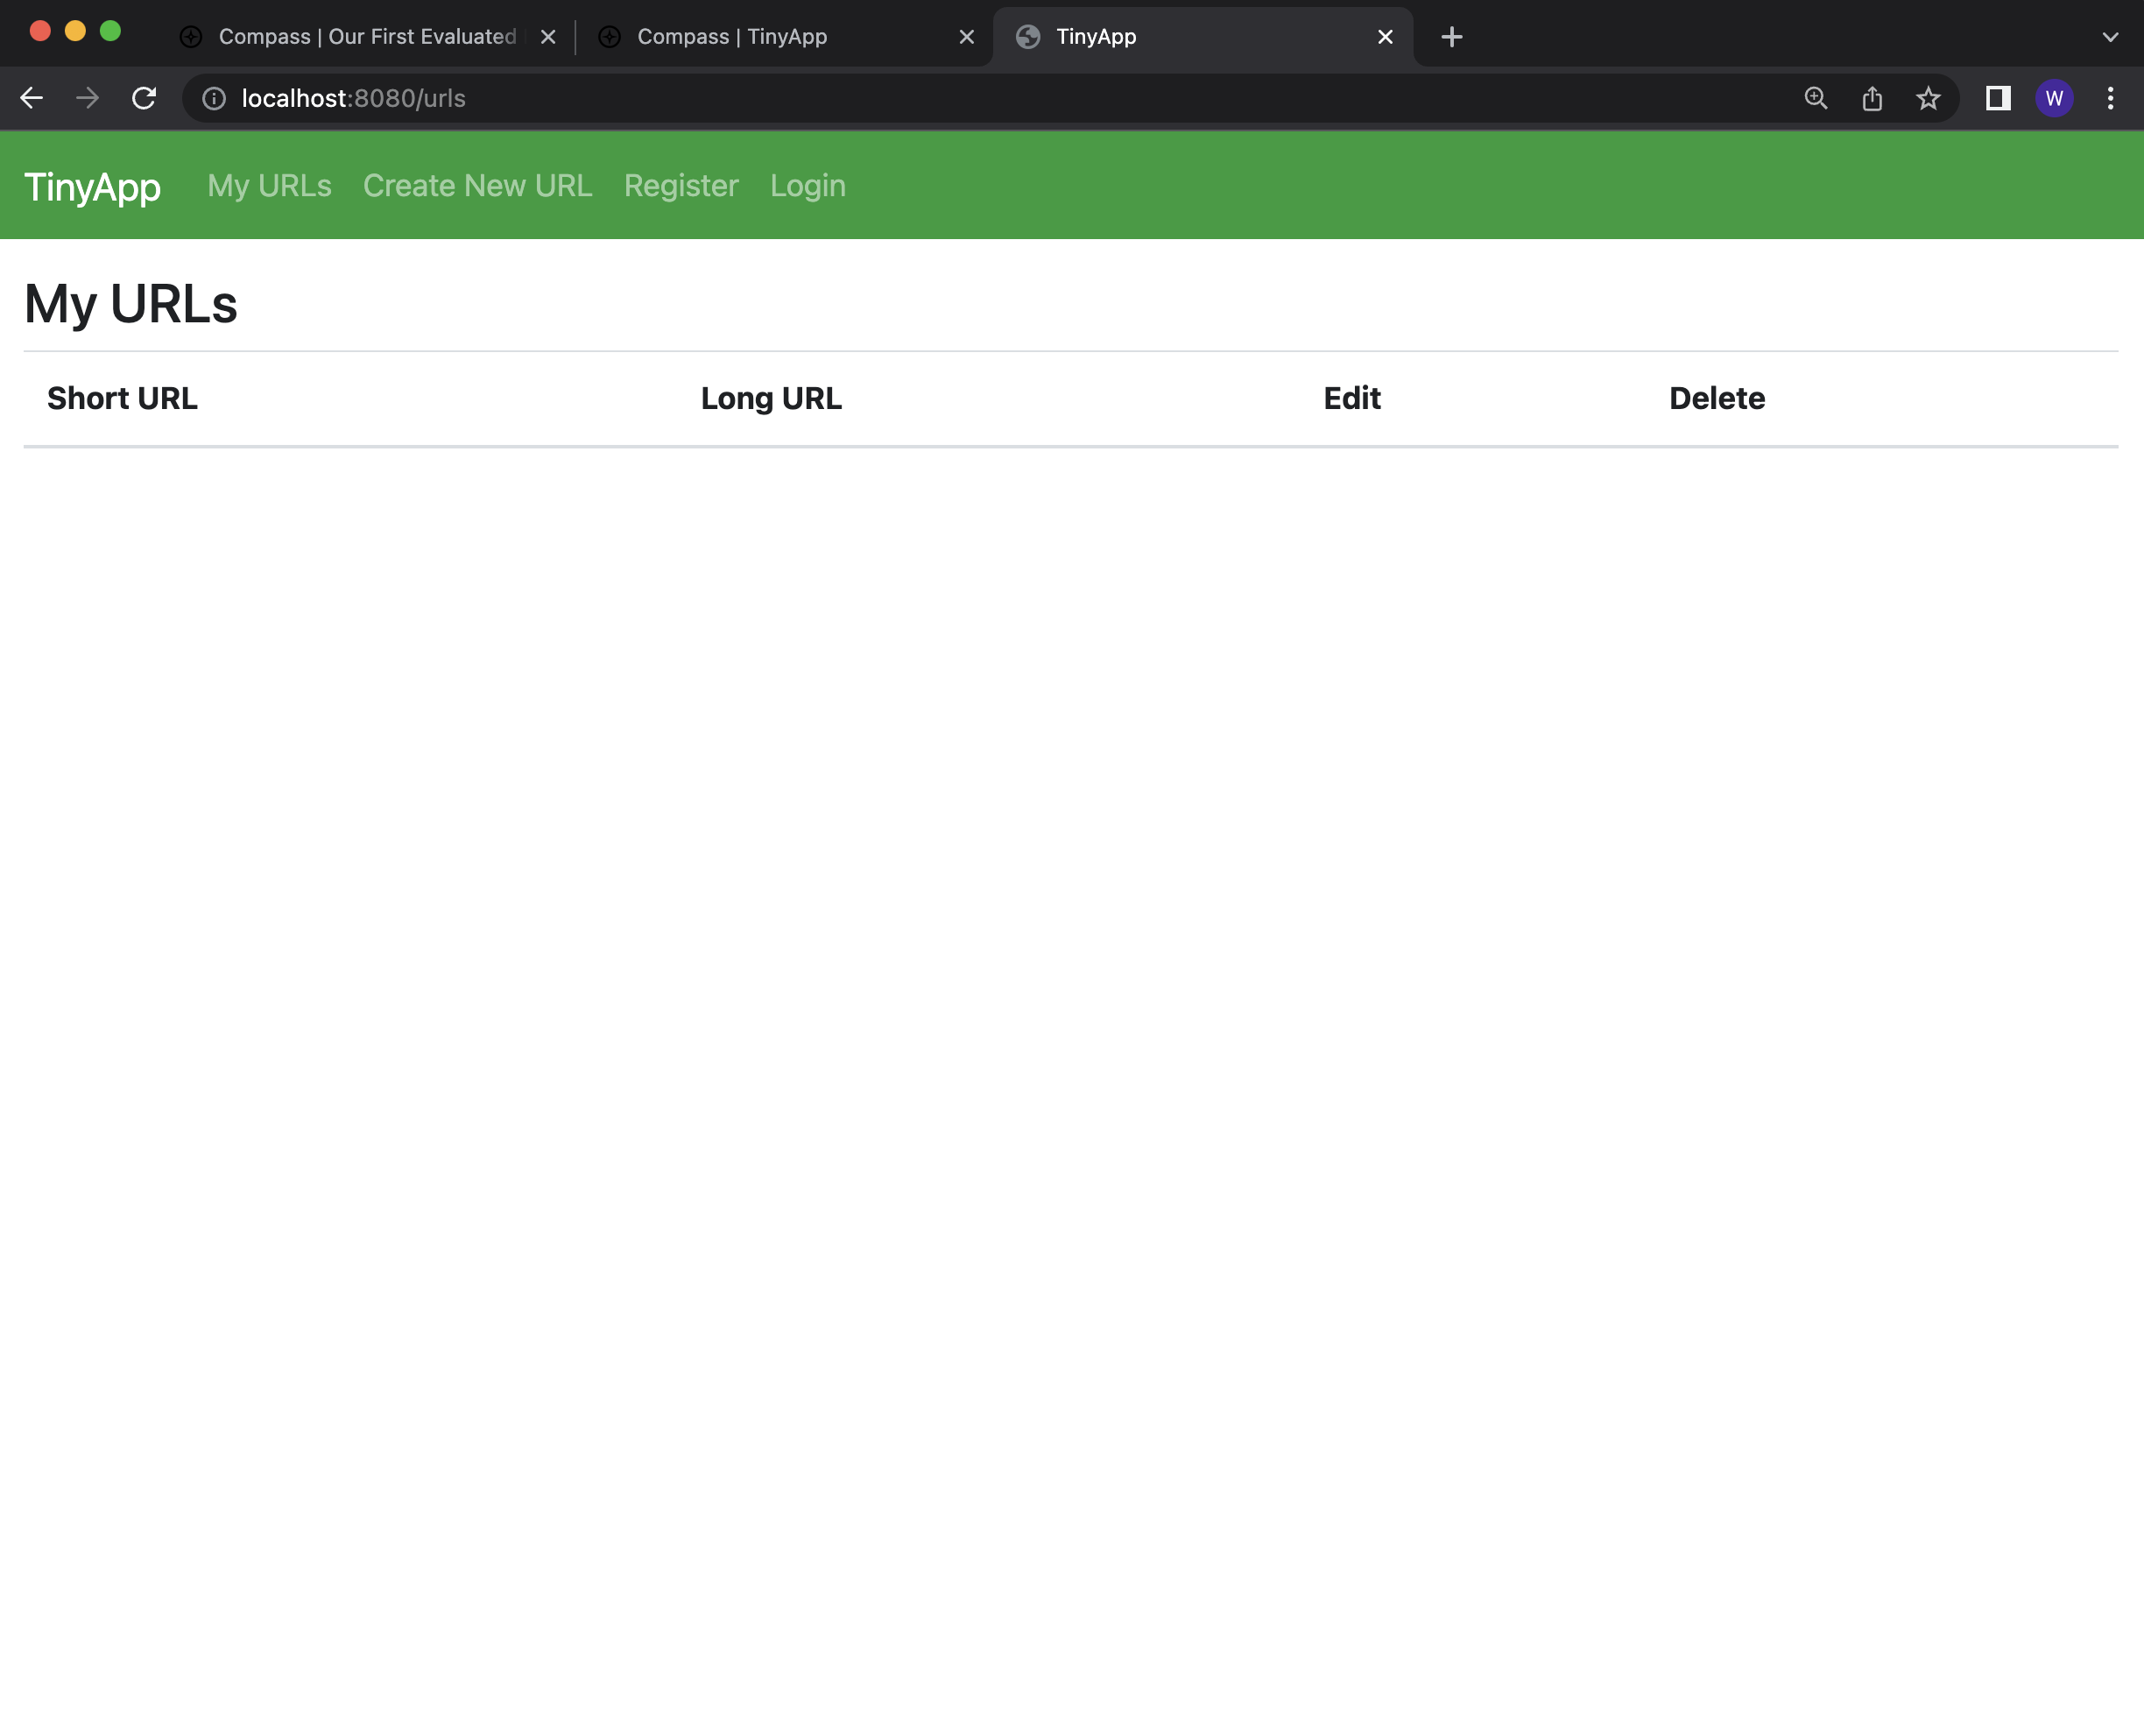 Compass | Our First Evaluated
Compass | TinyApp
TinyApp
localhost:8080/urls
W
TinyApp My URLs Create New URL Register Login
My URLs
Short URL Long URL Edit Delete